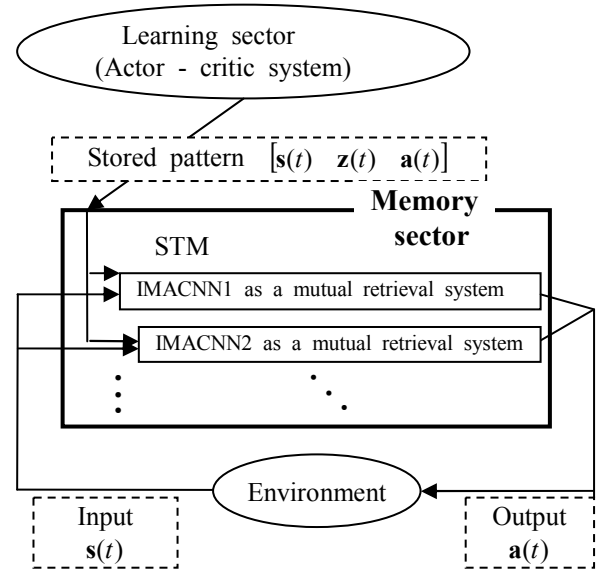 Learning sector
(Actor - critic system)
Stored pattern [s(t) z(t) a(t)]
Memory
sector
STM
IMACNN1 as a mutual retrieval system
IMACNN2 as a mutual retrieval system
Environment
Input
s(t)
Output
a(t)